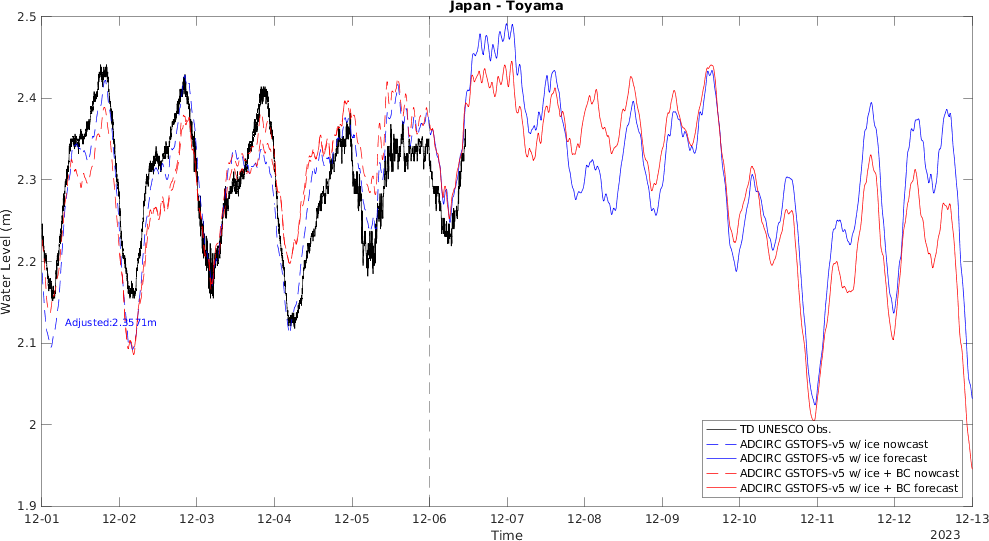 Japan - Toyama
Water Level (m)
2.5
2.4
2.3
2.2
2.1
2
1.9
Adjusted:2.3571m
TD UNESCO Obs.
ADCIRC GSTOFS-v5 w/ ice nowcast
ADCIRC GSTOFS-v5 w/ ice forecast
ADCIRC GSTOFS-v5 w/ ice + BC nowcast
ADCIRC GSTOFS-v5 w/ ice + BC forecast
12-01 12-02 12-03 12-04 12-05 12-06 12-07 12-08 12-09 12-10 12-11 12-12 12-13
Time
2023